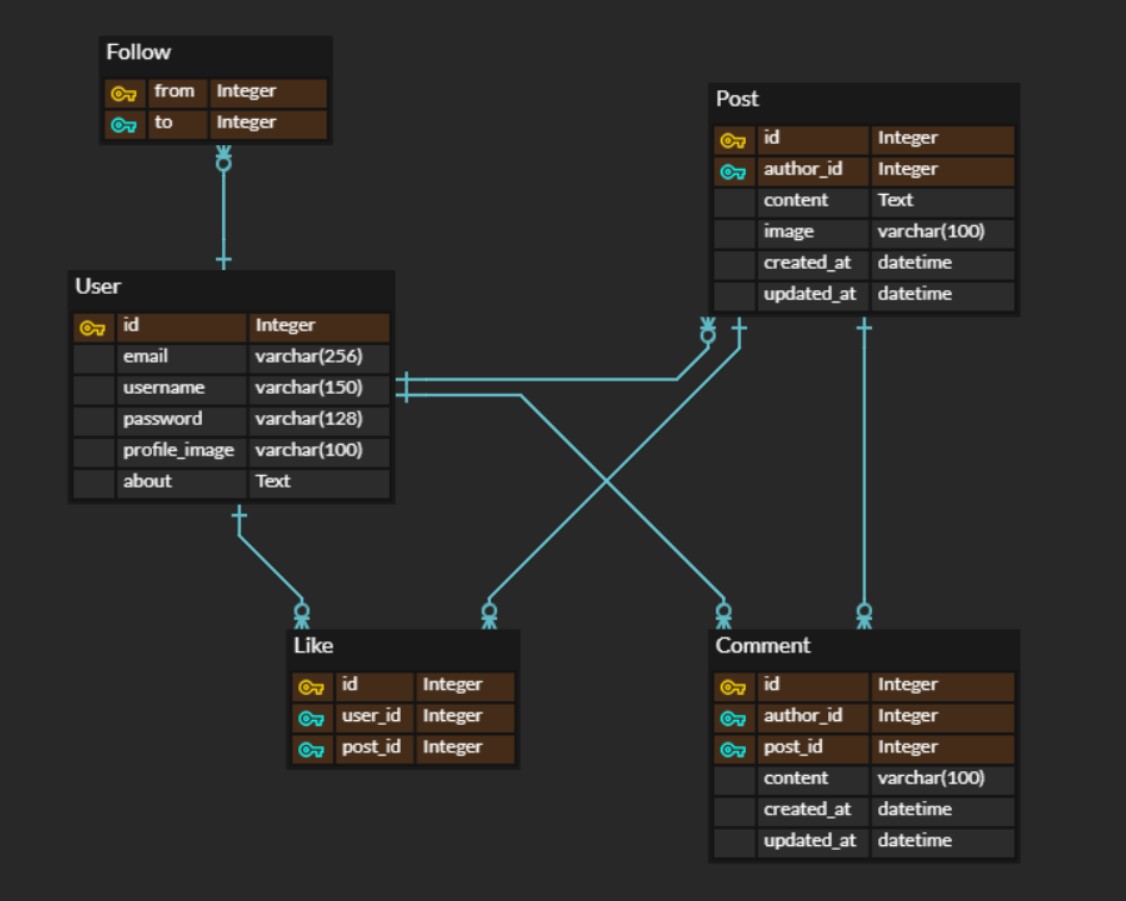 Follow
from Integer
to Integer
Post
id Integer
author_id Integer
content Text
image varchar(100)
created_at datetime
updated_at datetime
User
id Integer
email varchar(256)
username varchar(150)
password varchar(128)
profile_image varchar(100)
about Text
Like
id Integer
user_id Integer
post_id Integer
Comment
id Integer
author_id Integer
post_id Integer
content varchar(100)
created_at datetime
updated_at datetime